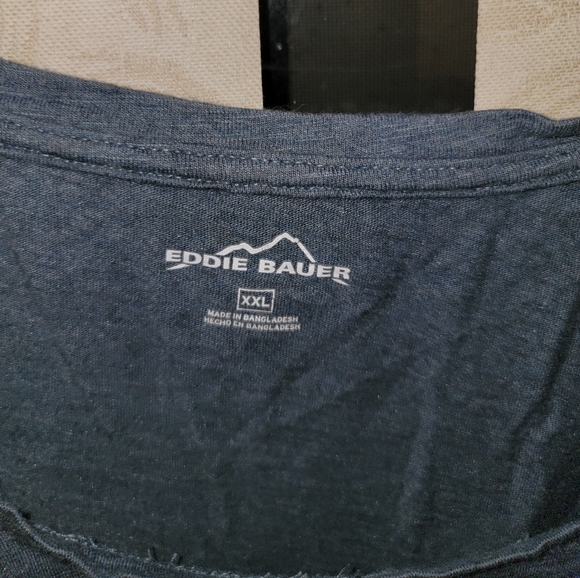 EDDIE BAUER
XXL
MADE IN BANGLADESH
HECHO EN BANGLADESH